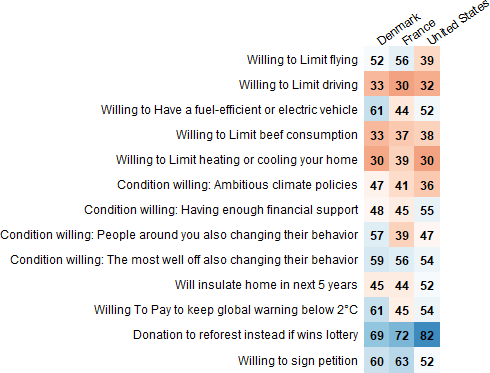 Denmark France United States
Willing to Limit flying 52 56 39
Willing to Limit driving 33 30 32
Willing to Have a fuel-efficient or electric vehicle 61 44 52
Willing to Limit beef consumption 33 37 38
Willing to Limit heating or cooling your home 30 39 30
Condition willing: Ambitious climate policies 47 41 36
Condition willing: Having enough financial support 48 45 55
Condition willing: People around you also changing their behavior 57 39 47
Condition willing: The most well off also changing their behavior 59 56 54
Will insulate home in next 5 years 45 44 52
Willing To Pay to keep global warning below 2°C 61 45 54
Donation to reforest instead if wins lottery 69 72 82
Willing to sign petition 60 63 52